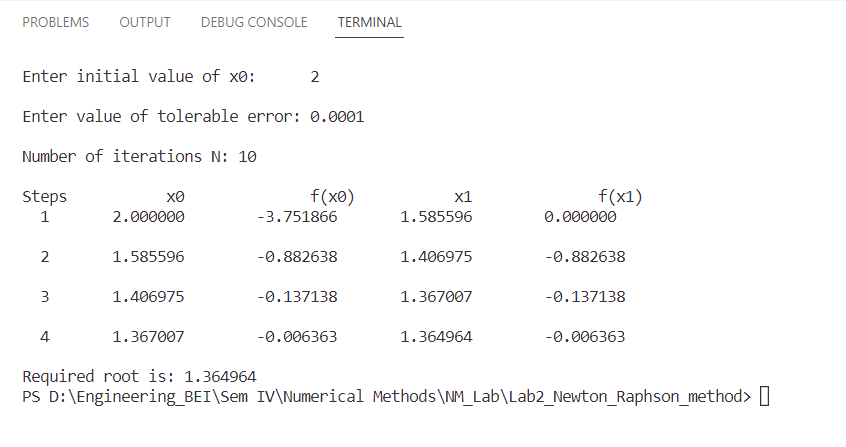 PROBLEMS OUTPUT DEBUG CONSOLE TERMINAL
Enter initial value of x0: 2
Enter value of tolerable error: 0.0001
Number of iterations N: 10
Steps x0 f(x0) x1 f(x1)
1 2.000000 -3.751866 1.585596 0.000000
2 1.585596 -0.882638 1.406975 -0.882638
3 1.406975 -0.137138 1.367007 -0.137138
4 1.367007 -0.006363 1.364964 -0.006363
Required root is: 1.364964
PS D:\Engineering_BEI\Sem IV\Numerical Methods\NM_Lab\Lab2_Newton_Raphson_method>